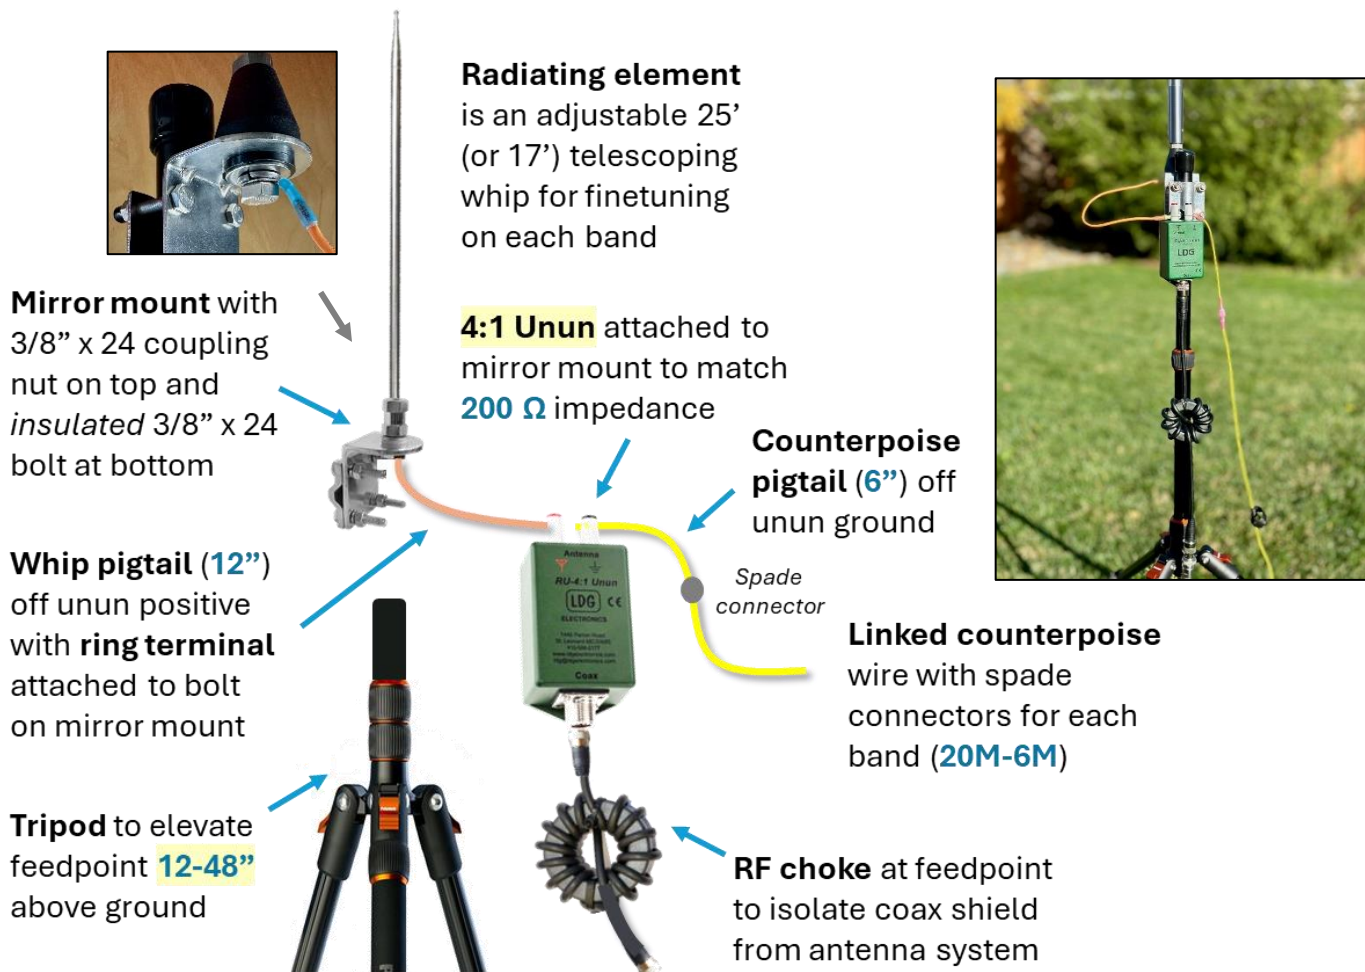 Radiating element
is an adjustable 25’
(or 17’) telescoping
whip for finetuning
on each band
Mirror mount with
3/8” x 24 coupling
nut on top and
insulated 3/8” x 24
bolt at bottom
4:1 Unun attached to
mirror mount to match
200 Ω impedance
Counterpoise
pigtail (6”) off
unun ground
Whip pigtail (12”)
off unun positive
with ring terminal
attached to bolt
on mirror mount
Spade
connector
Antenna
RU-4:1 Unun
LDG CE
ELECTRONICS
Coax
LDG
Linked counterpoise
wire with spade
connectors for each
band (20M-6M)
Tripod to elevate
feedpoint 12-48”
above ground
RF choke at feedpoint
to isolate coax shield
from antenna system